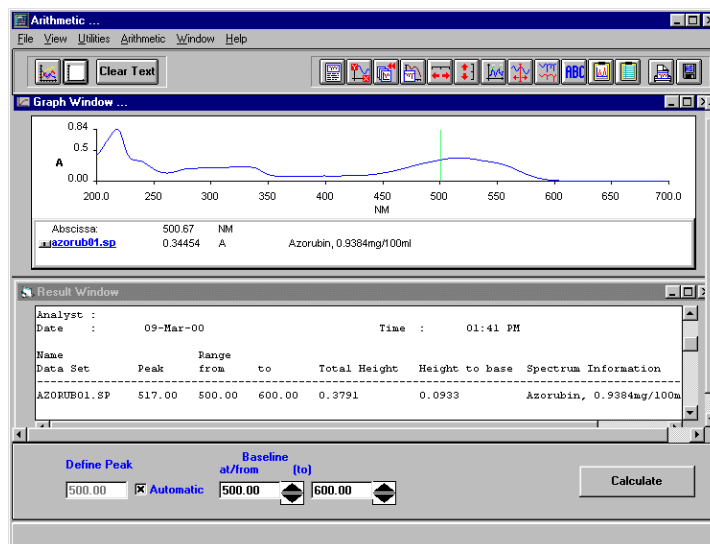 Arithmetic ...
File View Utilities Arithmetic Window Help
Clear Text
ABC
Graph Window ...
0.84
0.5
A
0.00
200.0 250 300 350 400 450 500 550 600 650 700.0
NM
Abscissa: 500.67 NM
azorub01.sp 0.34454 A Azorubin, 0.9384mg/100ml
Result Window
Analyst :
Date : 09-Mar-00 Time : 01:41 PM
Name Range
Data Set Peak from to Total Height Height to base Spectrum Information
AZORUB01.SP 517.00 500.00 600.00 0.3791 0.0933 Azorubin, 0.9384mg/100m
Define Peak Baseline
at/from (to)
500.00 Automatic 500.00 600.00
Calculate